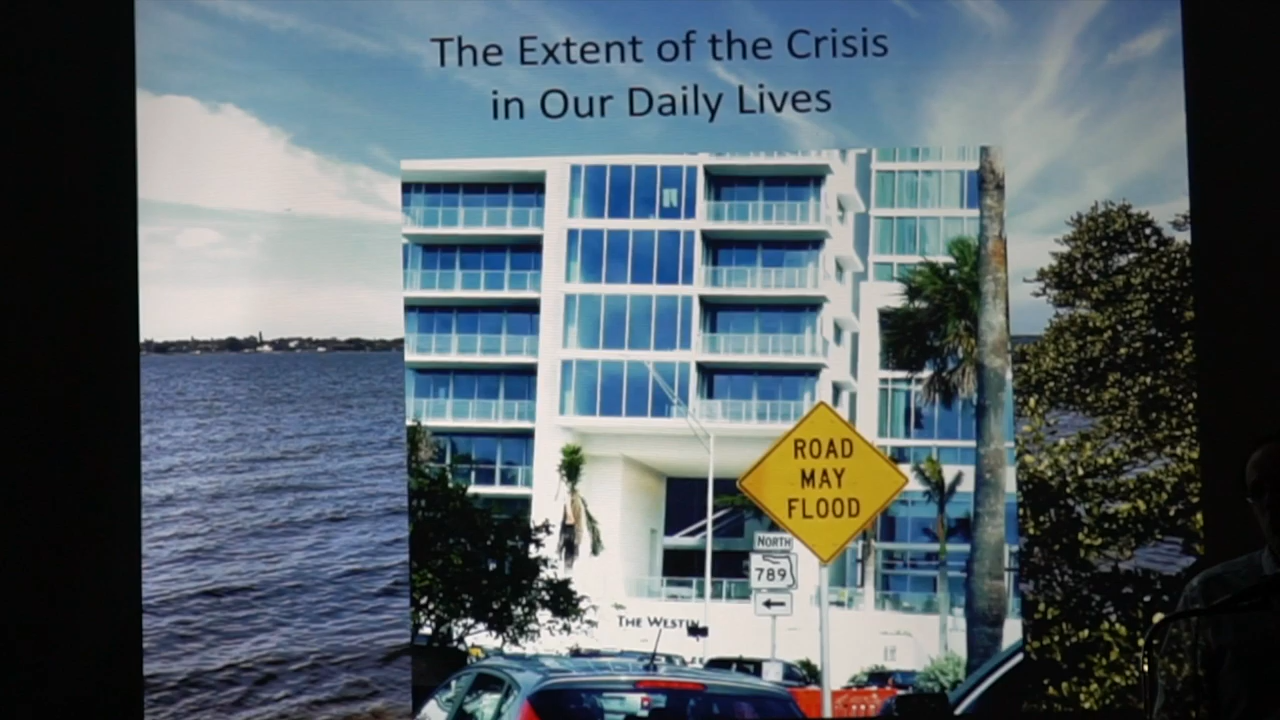 The Extent of the Crisis
in Our Daily Lives
ROAD
MAY
FLOOD
NORTH
789
THE WESTIN